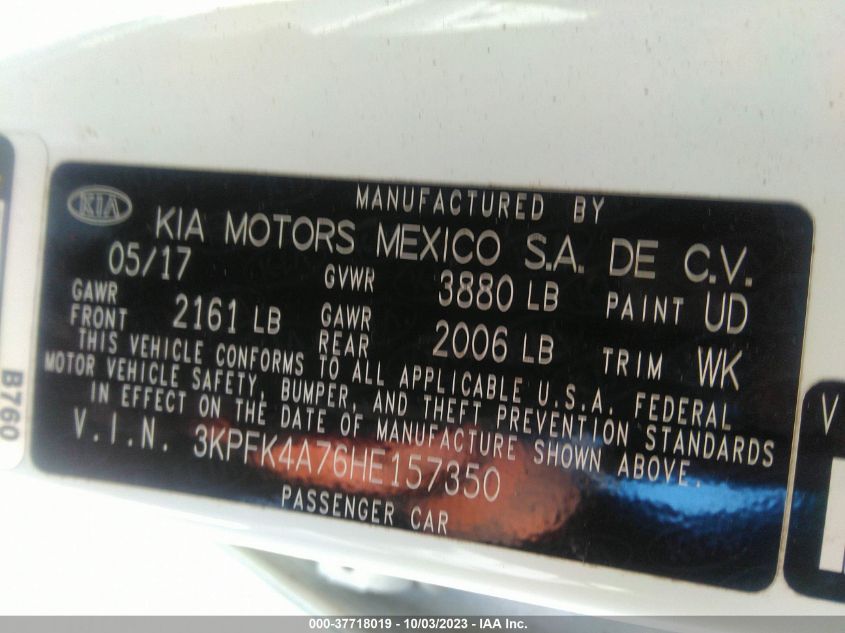 MANUFACTURED BY
KIA
KIA MOTORS MEXICO S.A. DE C.V.
05/17 GVWR 3880 LB PAINT UD
GAWR FRONT 2161 LB GAWR REAR 2006 LB TRIM WK
THIS VEHICLE CONFORMS TO ALL APPLICABLE U.S.A. FEDERAL
MOTOR VEHICLE SAFETY, BUMPER, AND THEFT PREVENTION STANDARDS
IN EFFECT ON THE DATE OF MANUFACTURE SHOWN ABOVE.
V.I.N. 3KPFK4A76HE157350
PASSENGER CAR
B760
V
000-37718019 - 10/03/2023 - IAA Inc.